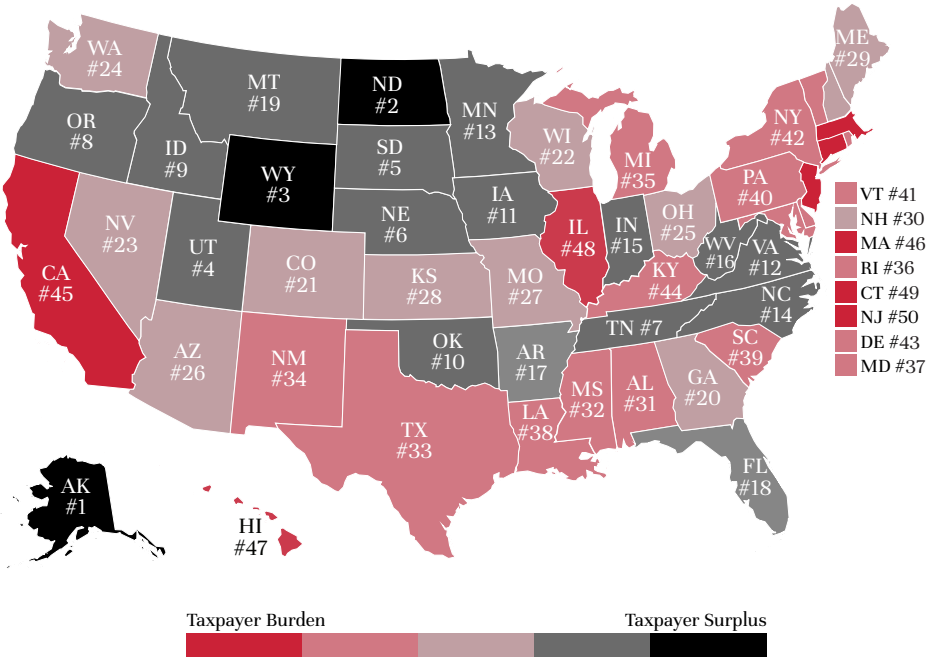 WA
#24
OR
#8
CA
#45
NV
#23
ID
#9
MT
#19
WY
#3
UT
#4
AZ
#26
CO
#21
NM
#34
ND
#2
SD
#5
NE
#6
KS
#28
OK
#10
TX
#33
MN
#13
IA
#11
MO
#27
AR
#17
LA
#38
WI
#22
IL
#48
MI
#35
IN
#15
OH
#25
KY
#44
TN #7
MS
#32
AL
#31
GA
#20
FL
#18
SC
#39
NC
#14
VA
#12
WV
#16
PA
#40
NY
#42
ME
#29
VT #41
NH #30
MA #46
RI #36
CT #49
NJ #50
DE #43
MD #37
AK
#1
HI
#47
Taxpayer Burden
Taxpayer Surplus